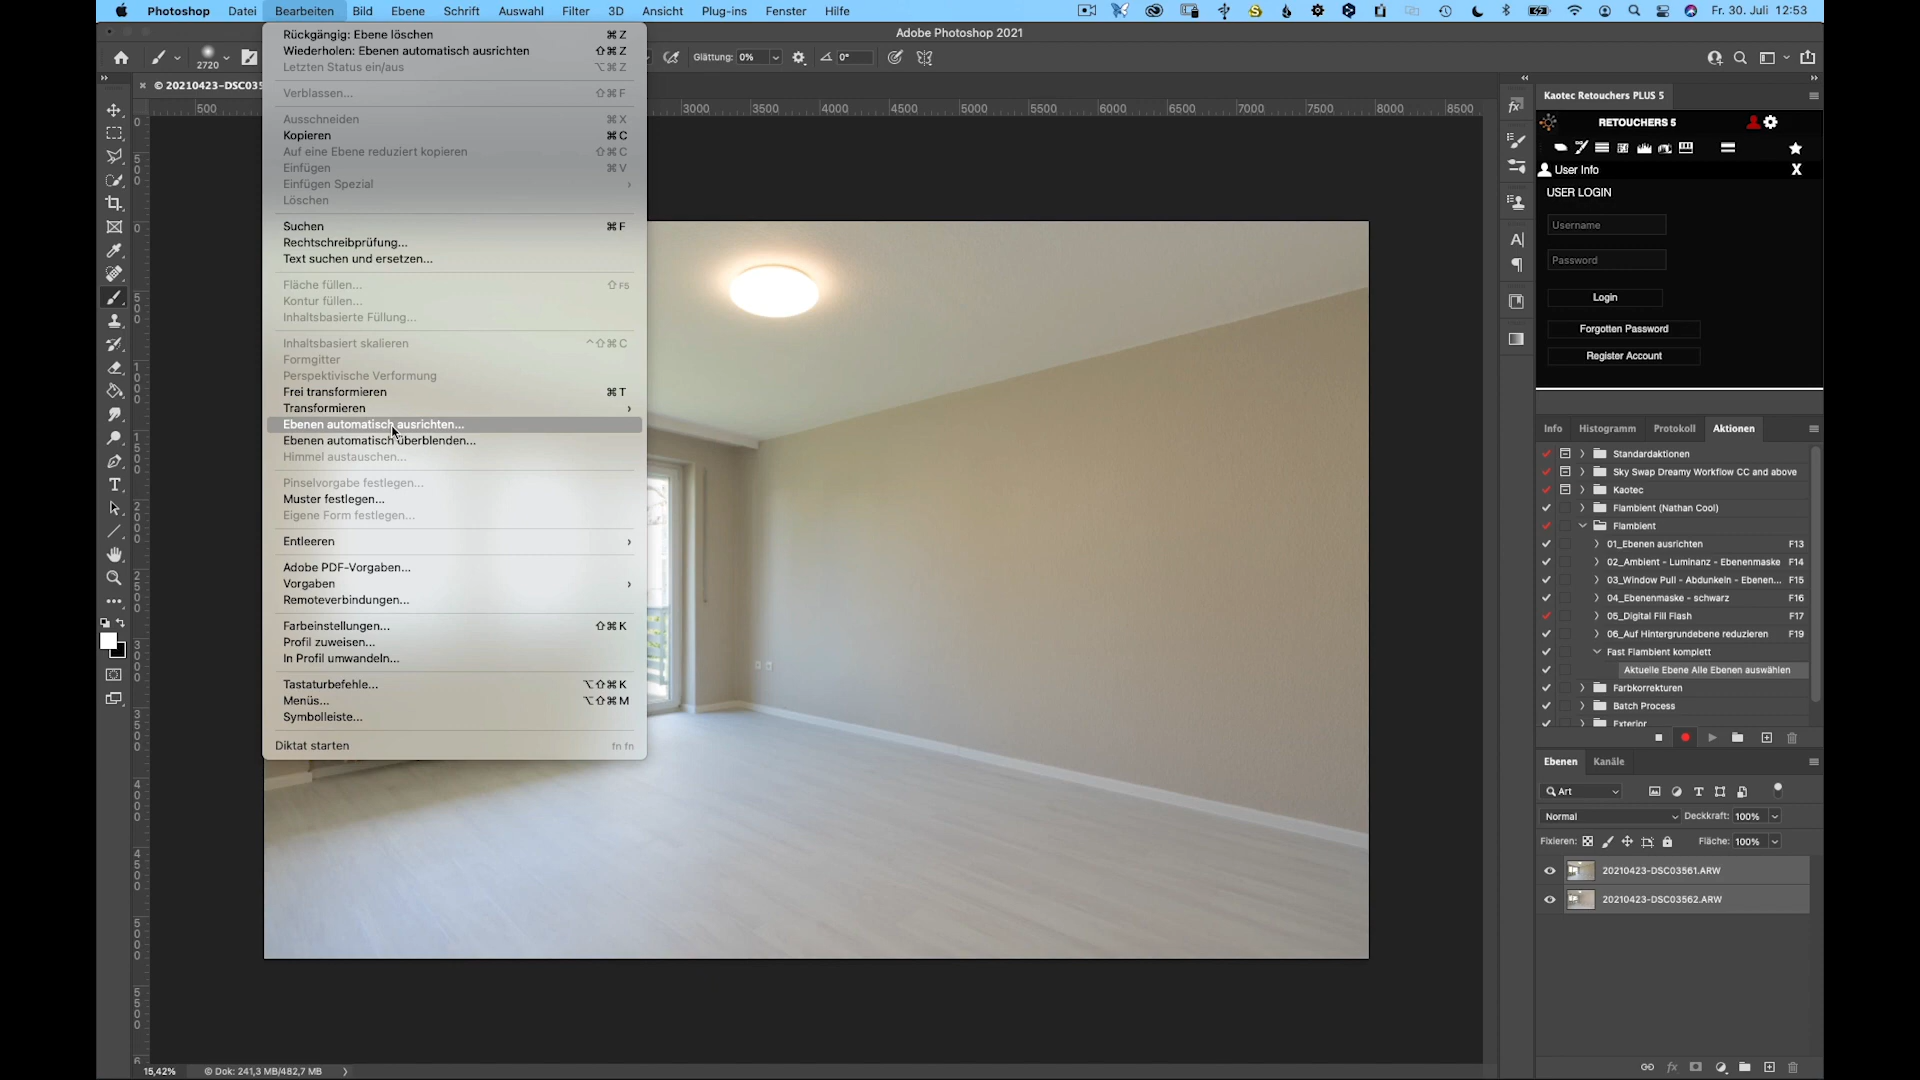 Photoshop Datei Bearbeiten Bild Ebene Schrift Auswahl Filter 3D Ansicht Plug-ins Fenster Hilfe Fr. 30. Juli 12:53
Adobe Photoshop 2021
2720 Glättung: 0% 0°
© 20210423-DSC035
500 3000 3500 4000 4500 5000 5500 6000 6500 7000 7500 8000 8500
Rückgängig: Ebene löschen ⌘Z
Wiederholen: Ebenen automatisch ausrichten ⇧⌘Z
Letzten Status ein/aus ⌥⌘Z
Verblassen... ⇧⌘F
Ausschneiden ⌘X
Kopieren ⌘C
Auf eine Ebene reduziert kopieren ⇧⌘C
Einfügen ⌘V
Einfügen Spezial
Löschen
Suchen ⌘F
Rechtschreibprüfung...
Text suchen und ersetzen...
Fläche füllen... ⇧F5
Kontur füllen...
Inhaltsbasierte Füllung...
Inhaltsbasiert skalieren ^⇧⌘C
Formgitter
Perspektivische Verformung
Frei transformieren ⌘T
Transformieren
Ebenen automatisch ausrichten...
Ebenen automatisch überblenden...
Himmel austauschen...
Pinselvorgabe festlegen...
Muster festlegen...
Eigene Form festlegen...
Entleeren
Adobe PDF-Vorgaben...
Vorgaben
Remoteverbindungen...
Farbeinstellungen... ⇧⌘K
Profil zuweisen...
In Profil umwandeln...
Tastaturbefehle... ⌥⇧⌘K
Menüs... ⌥⇧⌘M
Symbolleiste...
Diktat starten fn fn
Kaotec Retouchers PLUS 5
RETOUCHERS 5
User Info X
USER LOGIN
Username
Password
Login
Forgotten Password
Register Account
Info Histogramm Protokoll Aktionen
Standardaktionen
Sky Swap Dreamy Workflow CC and above
Kaotec
Flambient (Nathan Cool)
Flambient
01_Ebenen ausrichten F13
02_Ambient - Luminanz - Ebenenmaske F14
03_Window Pull - Abdunkeln - Ebenen... F15
04_Ebenenmaske - schwarz F16
05_Digital Fill Flash F17
06_Auf Hintergrundebene reduzieren F19
Fast Flambient komplett
Aktuelle Ebene Alle Ebenen auswählen
Farbkorrekturen
Batch Process
Exterior
Ebenen Kanäle
Art
Normal Deckkraft: 100%
Fixieren: Fläche: 100%
20210423-DSC03561.ARW
20210423-DSC03562.ARW
15,42% © Dok: 241,3 MB/482,7 MB